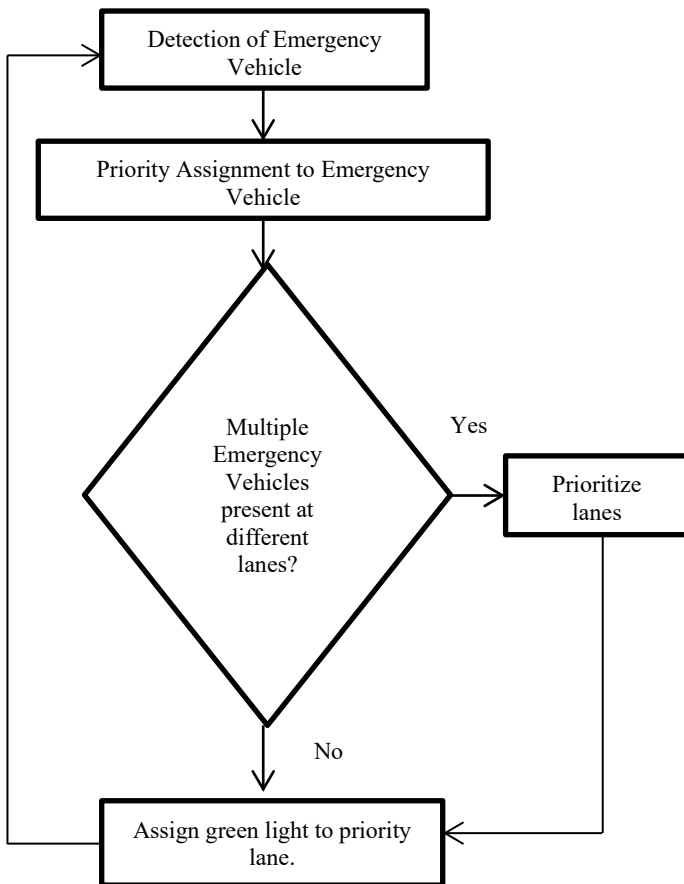 Detection of Emergency
Vehicle
Priority Assignment to Emergency
Vehicle
Multiple
Emergency
Vehicles
present at
different
lanes?
Yes
Prioritize
lanes
No
Assign green light to priority
lane.